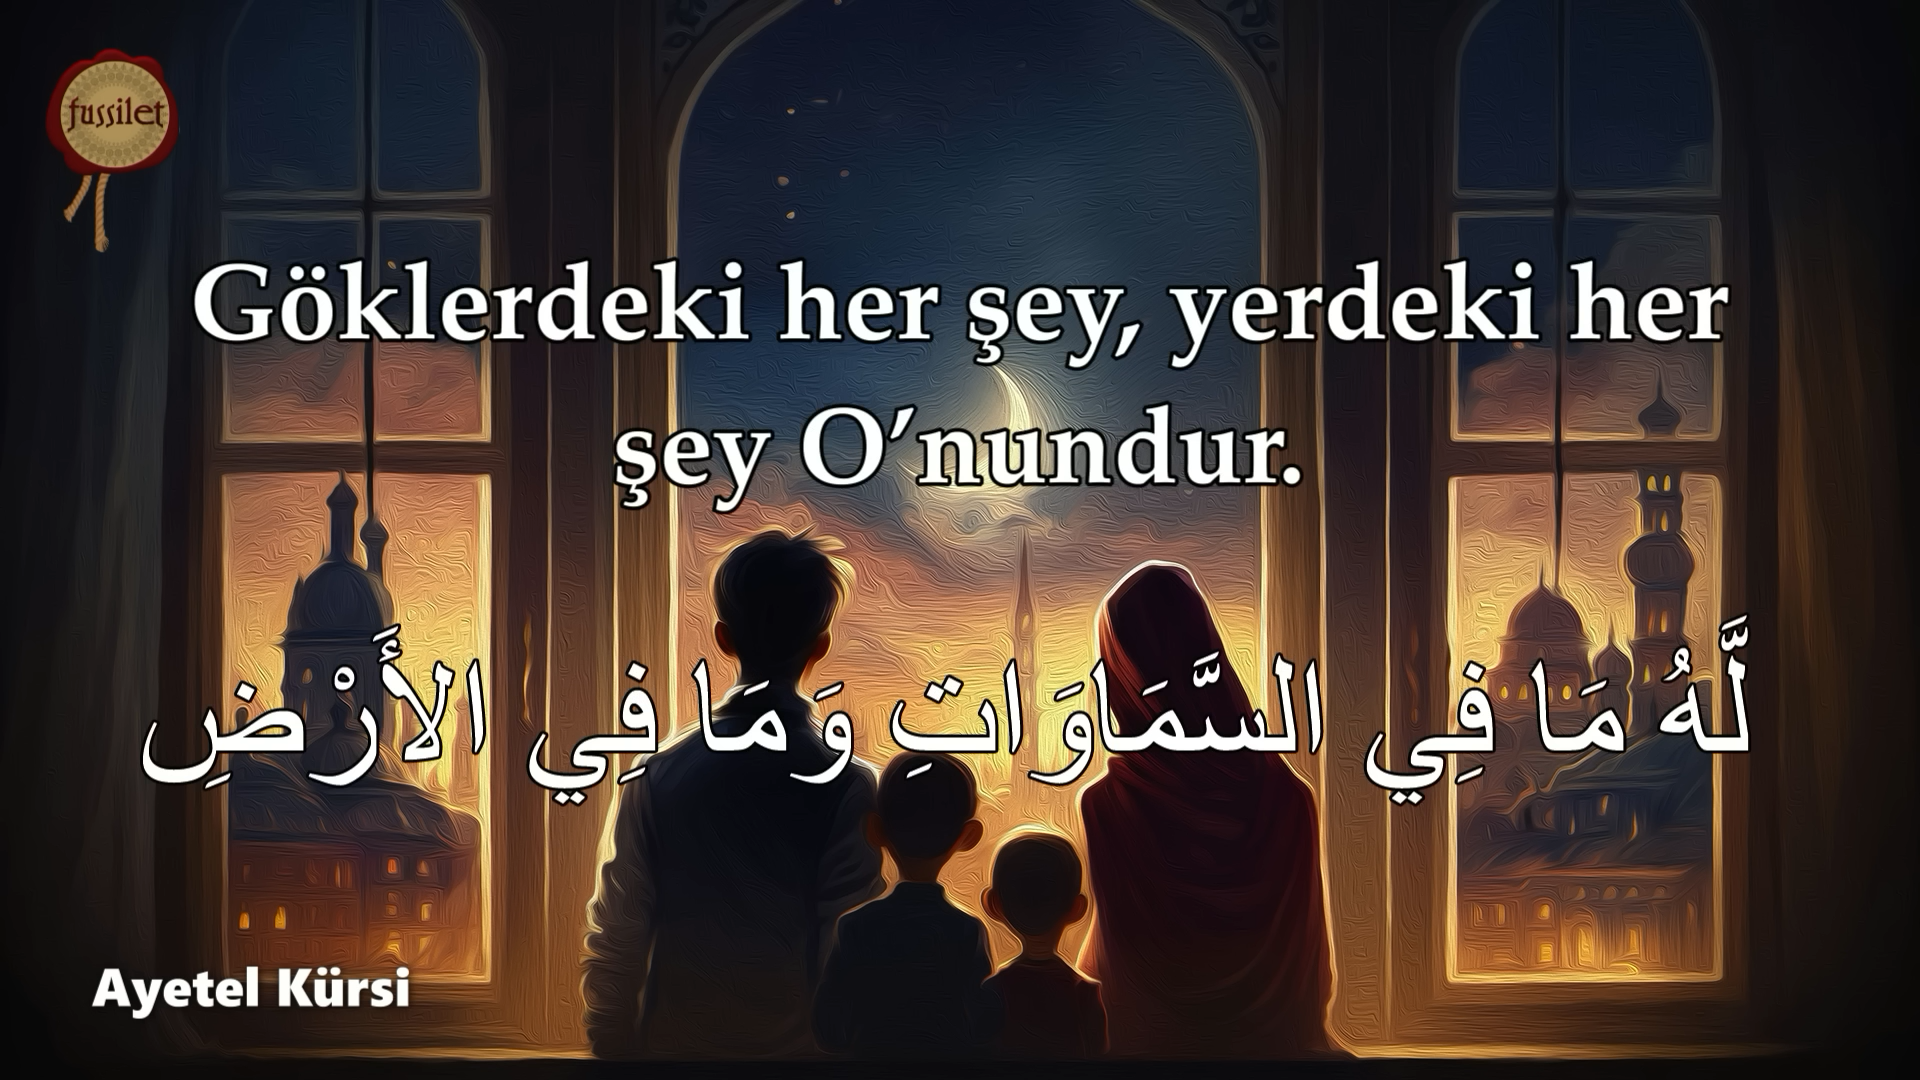 fussilet
Göklerdeki her şey, yerdeki her
şey O’nundur.
لَّهُ مَا فِي السَّمَاوَاتِ وَمَا فِي الأَرْضِ
Ayetel Kürsi